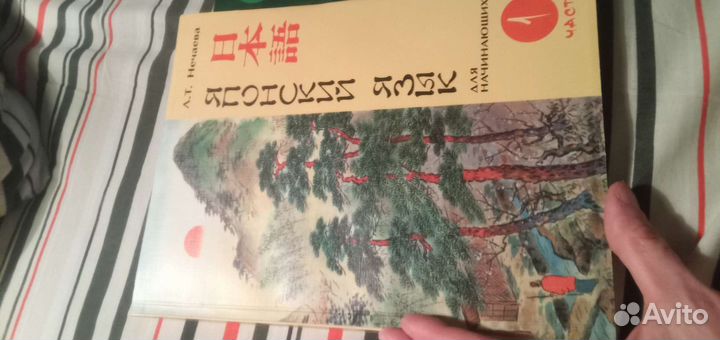 Л.Т. Нечаева
日本語
ЯПОНСКИЙ ЯЗЫК
ДЛЯ НАЧИНАЮЩИХ
1
ЧАСТЬ
Avito